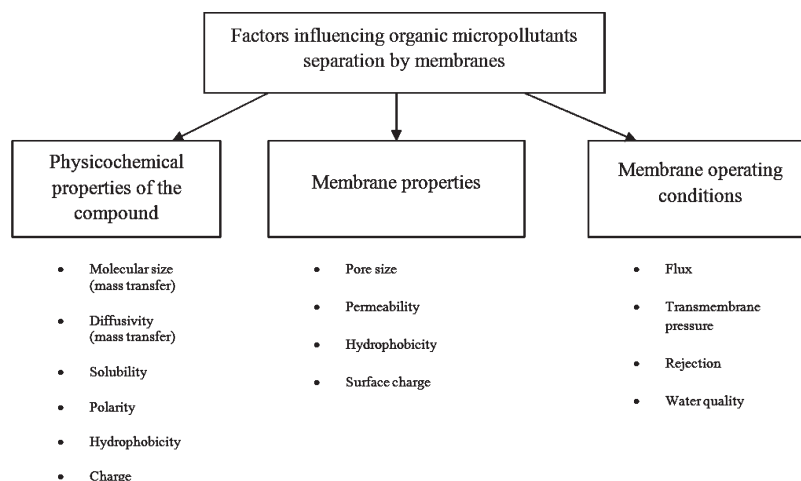 Factors influencing organic micropollutants
separation by membranes
Physicochemical
properties of the
compound
Membrane properties
Membrane operating
conditions
• Molecular size
(mass transfer)
• Diffusivity
(mass transfer)
• Solubility
• Polarity
• Hydrophobicity
• Charge
• Pore size
• Permeability
• Hydrophobicity
• Surface charge
• Flux
• Transmembrane
pressure
• Rejection
• Water quality